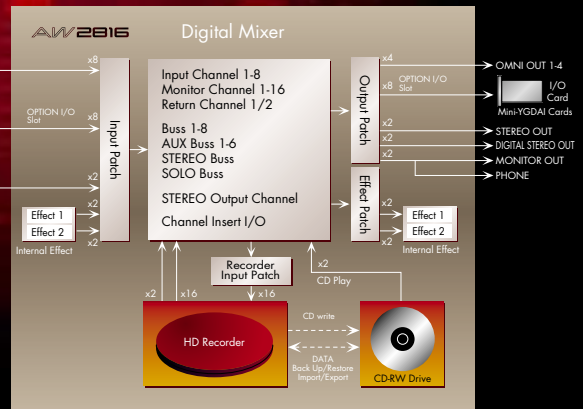 AW2816
Digital Mixer
x8
OPTION I/O
Slot
x8
x2
x2
Effect 1
Effect 2
x2
Internal Effect
Input Patch
Input Channel 1-8
Monitor Channel 1-16
Return Channel 1/2
Buss 1-8
AUX Buss 1-6
STEREO Buss
SOLO Buss
STEREO Output Channel
Channel Insert I/O
Output Patch
x4
OPTION I/O
x8 Slot
x2
x2
x2
OMNI OUT 1-4
I/O
Card
Mini-YGDAI Cards
STEREO OUT
DIGITAL STEREO OUT
MONITOR OUT
PHONE
Effect Patch
x2
Effect 1
Effect 2
x2
Internal Effect
Recorder
Input Patch
x2
x16
x16
x2
CD Play
HD Recorder
CD write
DATA
Back Up/Restore
Import/Export
CD-RW Drive